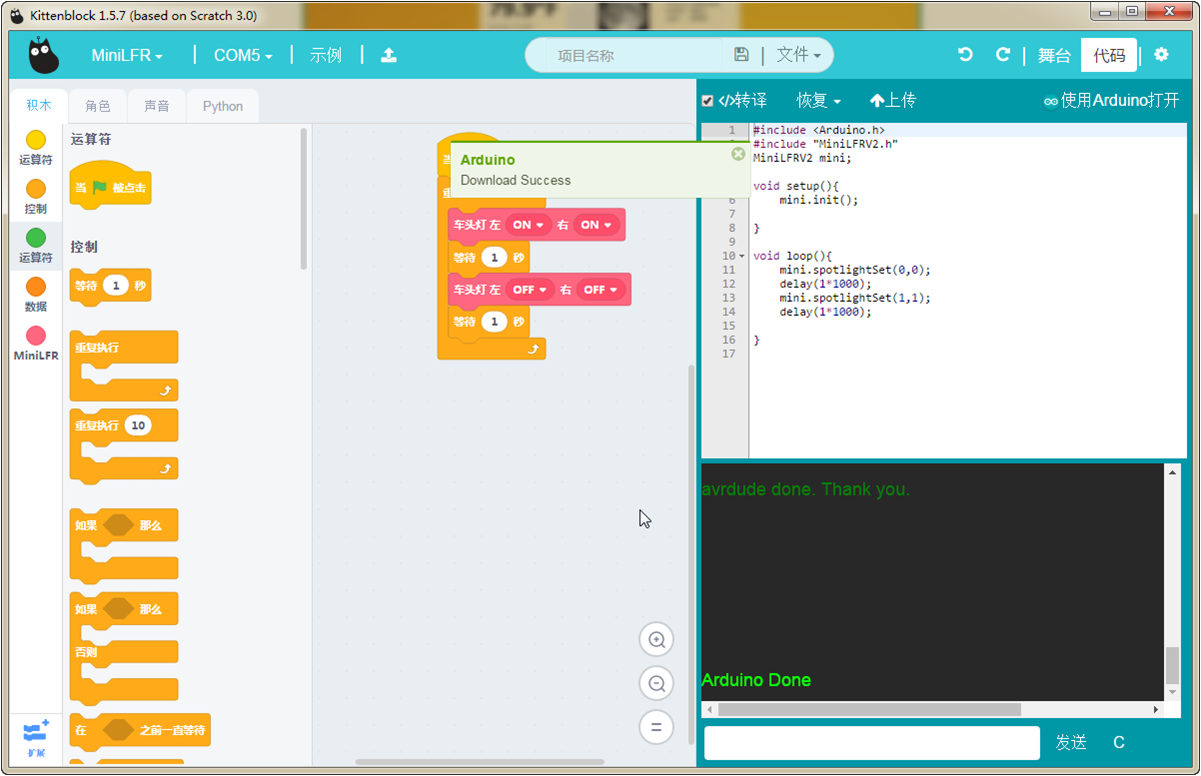 Kittenblock 1.5.7 (based on Scratch 3.0)
MiniLFR
COM5
示例
项目名称
文件
舞台
代码
积木
角色
声音
Python
转译
恢复
上传
使用Arduino打开
运算符
控制
运算符
数据
MiniLFR
扩展
运算符
当 被点击
控制
等待 1 秒
重复执行
重复执行 10
如果 那么
如果 那么
否则
在 之前一直等待
当
Arduino
Download Success
车头灯 左 ON 右 ON
等待 1 秒
车头灯 左 OFF 右 OFF
等待 1 秒
1 #include <Arduino.h>
#include "MiniLFRV2.h"
MiniLFRV2 mini;
void setup(){
6 mini.init();
7
8 }
9
10 void loop(){
11 mini.spotlightSet(0,0);
12 delay(1*1000);
13 mini.spotlightSet(1,1);
14 delay(1*1000);
15
16 }
17
avrdude done. Thank you.
Arduino Done
发送
C